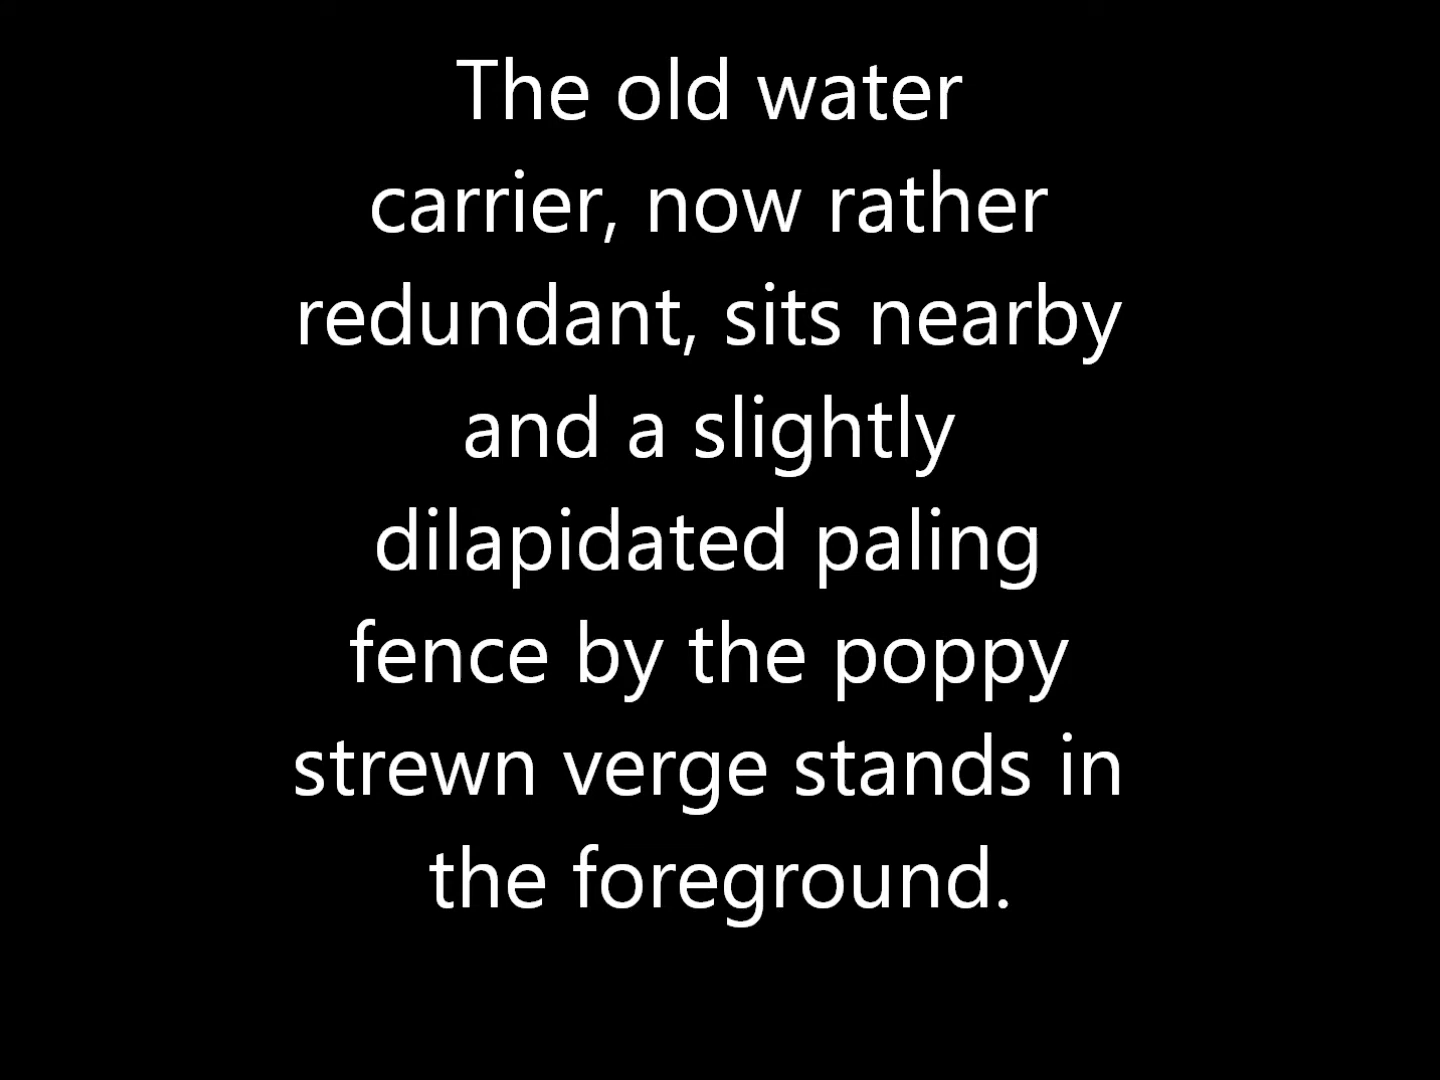 The old water
carrier, now rather
redundant, sits nearby
and a slightly
dilapidated paling
fence by the poppy
strewn verge stands in
the foreground.